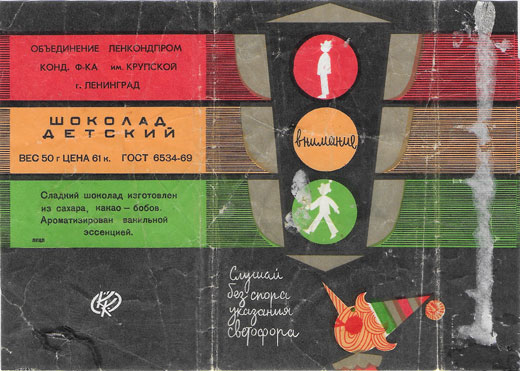 ОБЪЕДИНЕНИЕ ЛЕНКОНДПРОМ
КОНД. Ф-КА им. КРУПСКОЙ
г. ЛЕНИНГРАД
ШОКОЛАД
ДЕТСКИЙ
ВЕС 50 г ЦЕНА 61 к. ГОСТ 6534-69
Сладкий шоколад изготовлен
из сахара, какао — бобов.
Ароматизирован ванильной
эссенцией.
внимание
Слушай
без спора
указания
светофора